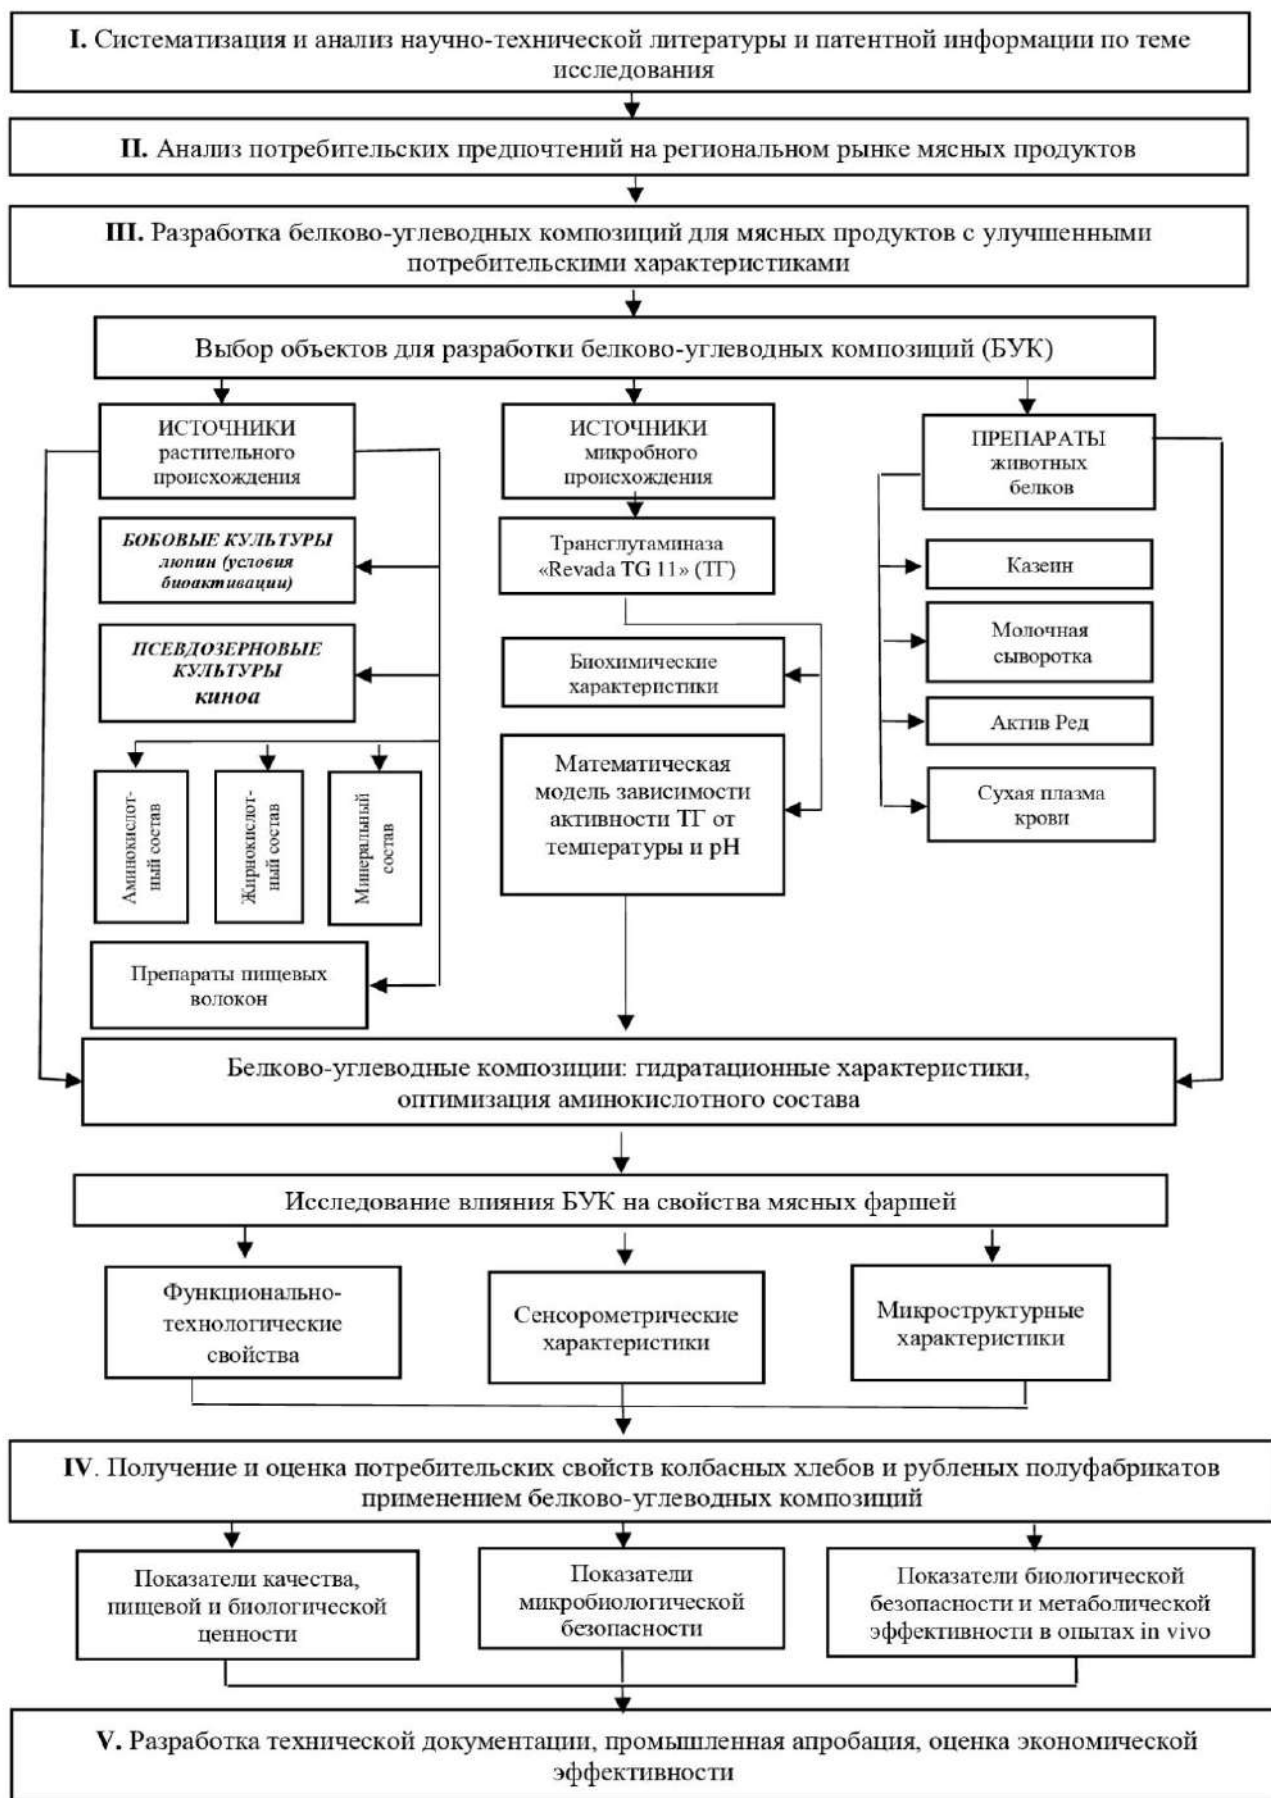 I. Систематизация и анализ научно-технической литературы и патентной информации по теме
исследования
II. Анализ потребительских предпочтений на региональном рынке мясных продуктов
III. Разработка белково-углеводных композиций для мясных продуктов с улучшенными
потребительскими характеристиками
Выбор объектов для разработки белково-углеводных композиций (БУК)
ИСТОЧНИКИ
растительного
происхождения
БОБОВЫЕ КУЛЬТУРЫ
люпин (условия
биоактивации)
ПСЕВДОЗЕРНОВЫЕ
КУЛЬТУРЫ
киноа
Аминокислот-
ный состав
Жирнокислот-
ный состав
Минеральный
состав
Препараты пищевых
волокон
ИСТОЧНИКИ
микробного
происхождения
Трансглутаминаза
«Revada TG 11» (ТГ)
Биохимические
характеристики
Математическая
модель зависимости
активности ТГ от
температуры и pH
ПРЕПАРАТЫ
животных
белков
Казеин
Молочная
сыворотка
Актив Ред
Сухая плазма
крови
Белково-углеводные композиции: гидратационные характеристики,
оптимизация аминокислотного состава
Исследование влияния БУК на свойства мясных фаршей
Функционально-
технологические
свойства
Сенсорометрические
характеристики
Микроструктурные
характеристики
IV. Получение и оценка потребительских свойств колбасных хлебов и рубленых полуфабрикатов
применением белково-углеводных композиций
Показатели качества,
пищевой и биологической
ценности
Показатели
микробиологической
безопасности
Показатели биологической
безопасности и метаболической
эффективности в опытах in vivo
V. Разработка технической документации, промышленная апробация, оценка экономической
эффективности